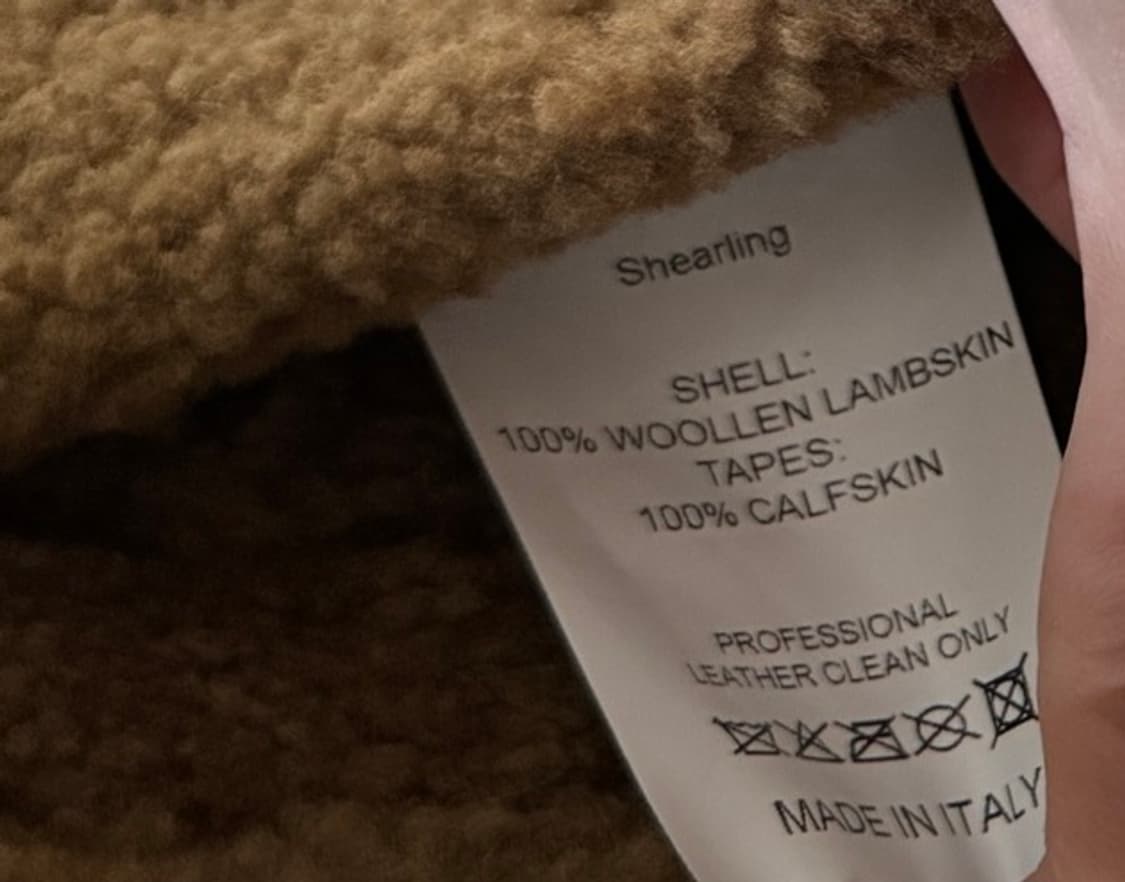 Shearling
SHELL:
100% WOOLLEN LAMBSKIN
TAPES:
100% CALFSKIN
PROFESSIONAL
LEATHER CLEAN ONLY
MADE IN ITALY